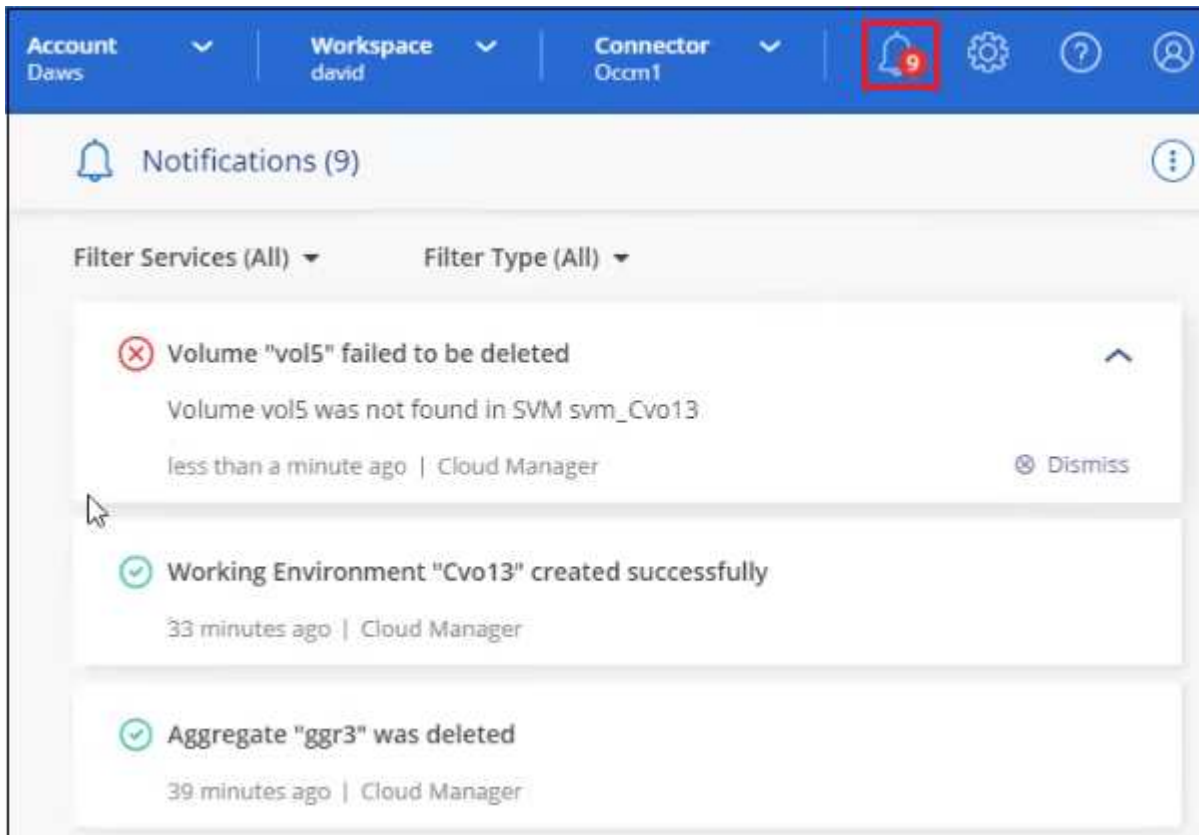 Account
Daws
Workspace
david
Connector
Occm1
9
Notifications (9)
Filter Services (All)
Filter Type (All)
Volume "vol5" failed to be deleted
Volume vol5 was not found in SVM svm_Cvo13
less than a minute ago | Cloud Manager
Dismiss
Working Environment "Cvo13" created successfully
33 minutes ago | Cloud Manager
Aggregate "ggr3" was deleted
39 minutes ago | Cloud Manager